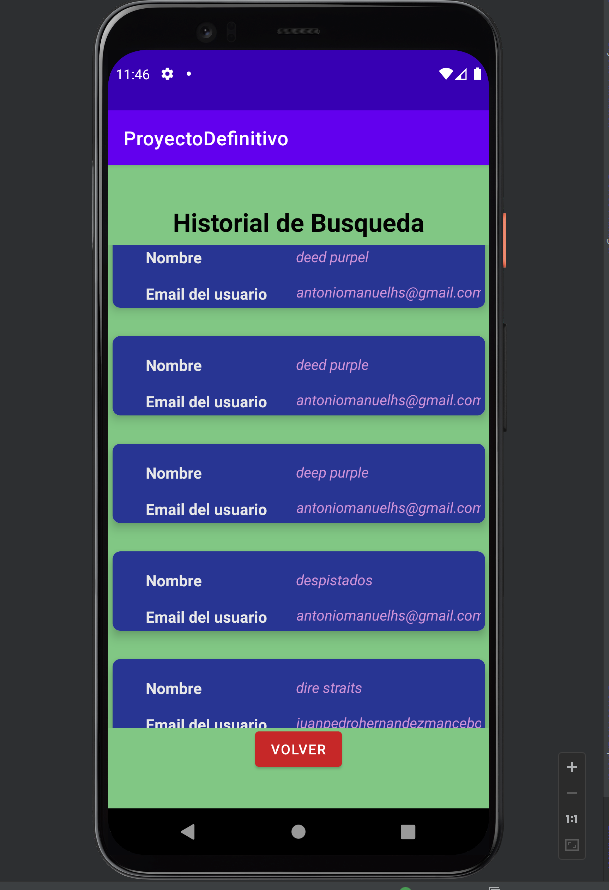 11:46
ProyectoDefinitivo
Historial de Busqueda
Nombre deed purpel
Email del usuario antoniomanuelhs@gmail.com
Nombre deed purple
Email del usuario antoniomanuelhs@gmail.com
Nombre deep purple
Email del usuario antoniomanuelhs@gmail.com
Nombre despistados
Email del usuario antoniomanuelhs@gmail.com
Nombre dire straits
Email del usuario juanpedrohernandezmancebo
VOLVER
1:1